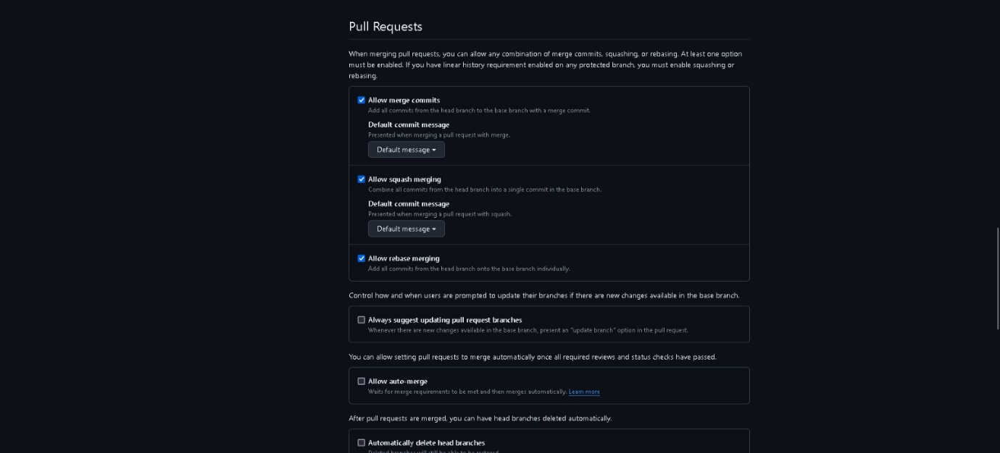 Pull Requests
When merging pull requests, you can allow any combination of merge commits, squashing, or rebasing. At least one option
must be enabled. If you have linear history requirement enabled on any protected branch, you must enable squashing or
rebasing.
Allow merge commits
Add all commits from the head branch to the base branch with a merge commit.
Default commit message
Presented when merging a pull request with merge.
Default message
Allow squash merging
Combine all commits from the head branch into a single commit in the base branch.
Default commit message
Presented when merging a pull request with squash.
Default message
Allow rebase merging
Add all commits from the head branch onto the base branch individually.
Control how and when users are prompted to update their branches if there are new changes available in the base branch.
Always suggest updating pull request branches
Whenever there are new changes available in the base branch, present an “update branch” option in the pull request.
You can allow setting pull requests to merge automatically once all required reviews and status checks have passed.
Allow auto-merge
Waits for merge requirements to be met and then merges automatically. Learn more
After pull requests are merged, you can have head branches deleted automatically.
Automatically delete head branches
Deleted branches will still be able to be restored.